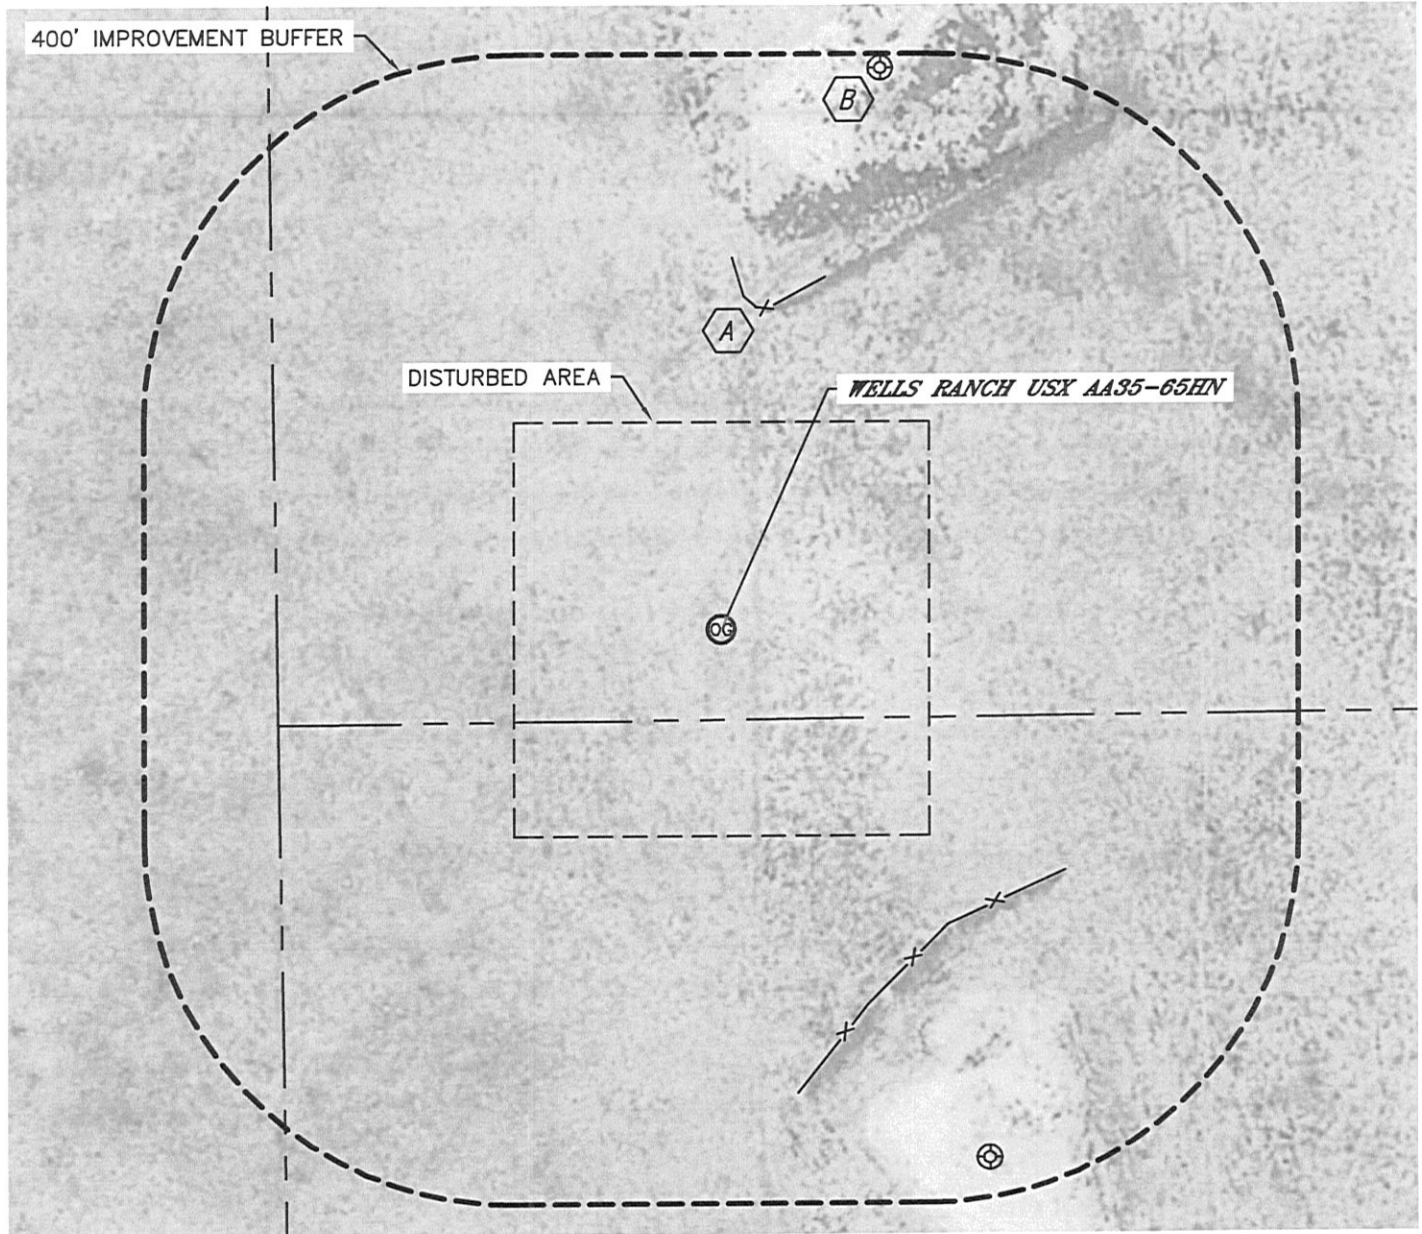 400' IMPROVEMENT BUFFER
B
A
DISTURBED AREA
WELLS RANCH USX AA35-65HN
OG